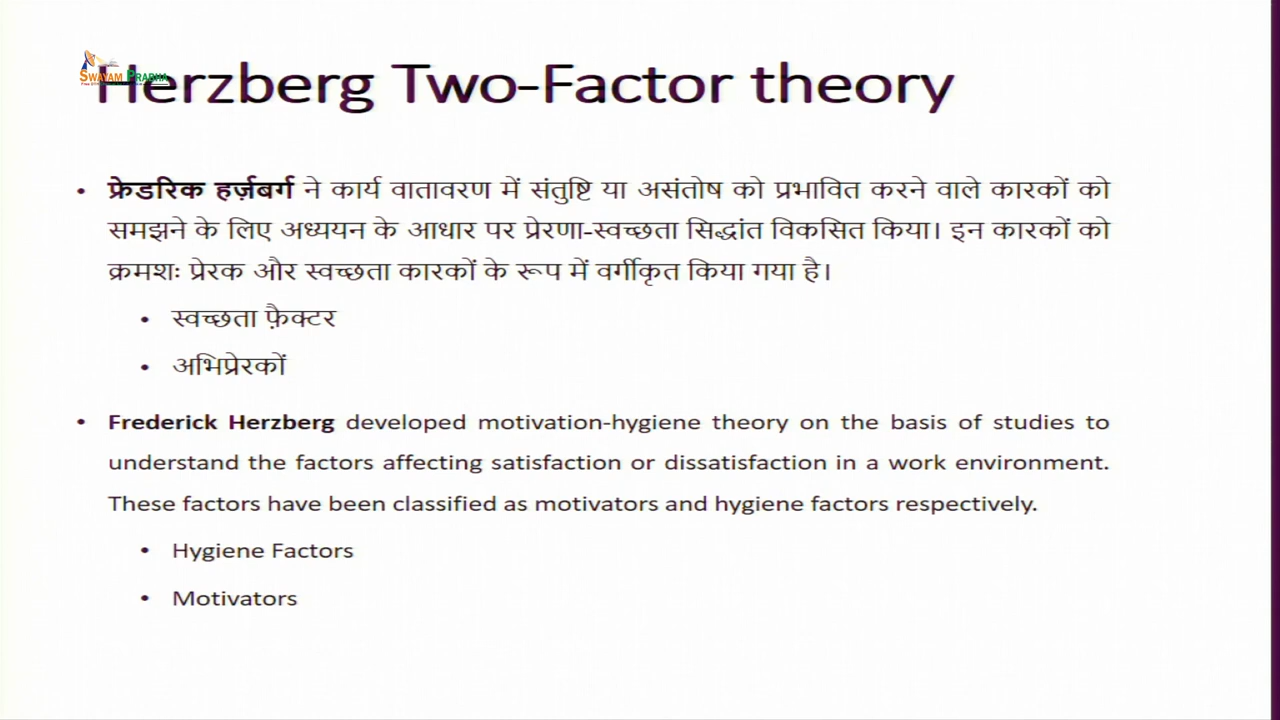 SWAYAM PRABHA
Herzberg Two-Factor theory
• फ्रेडरिक हर्ज़बर्ग ने कार्य वातावरण में संतुष्टि या असंतोष को प्रभावित करने वाले कारकों को
समझने के लिए अध्ययन के आधार पर प्रेरणा-स्वच्छता सिद्धांत विकसित किया। इन कारकों को
क्रमशः प्रेरक और स्वच्छता कारकों के रूप में वर्गीकृत किया गया है।
• स्वच्छता फ़ैक्टर
• अभिप्रेरकों
• Frederick Herzberg developed motivation-hygiene theory on the basis of studies to
understand the factors affecting satisfaction or dissatisfaction in a work environment.
These factors have been classified as motivators and hygiene factors respectively.
• Hygiene Factors
• Motivators